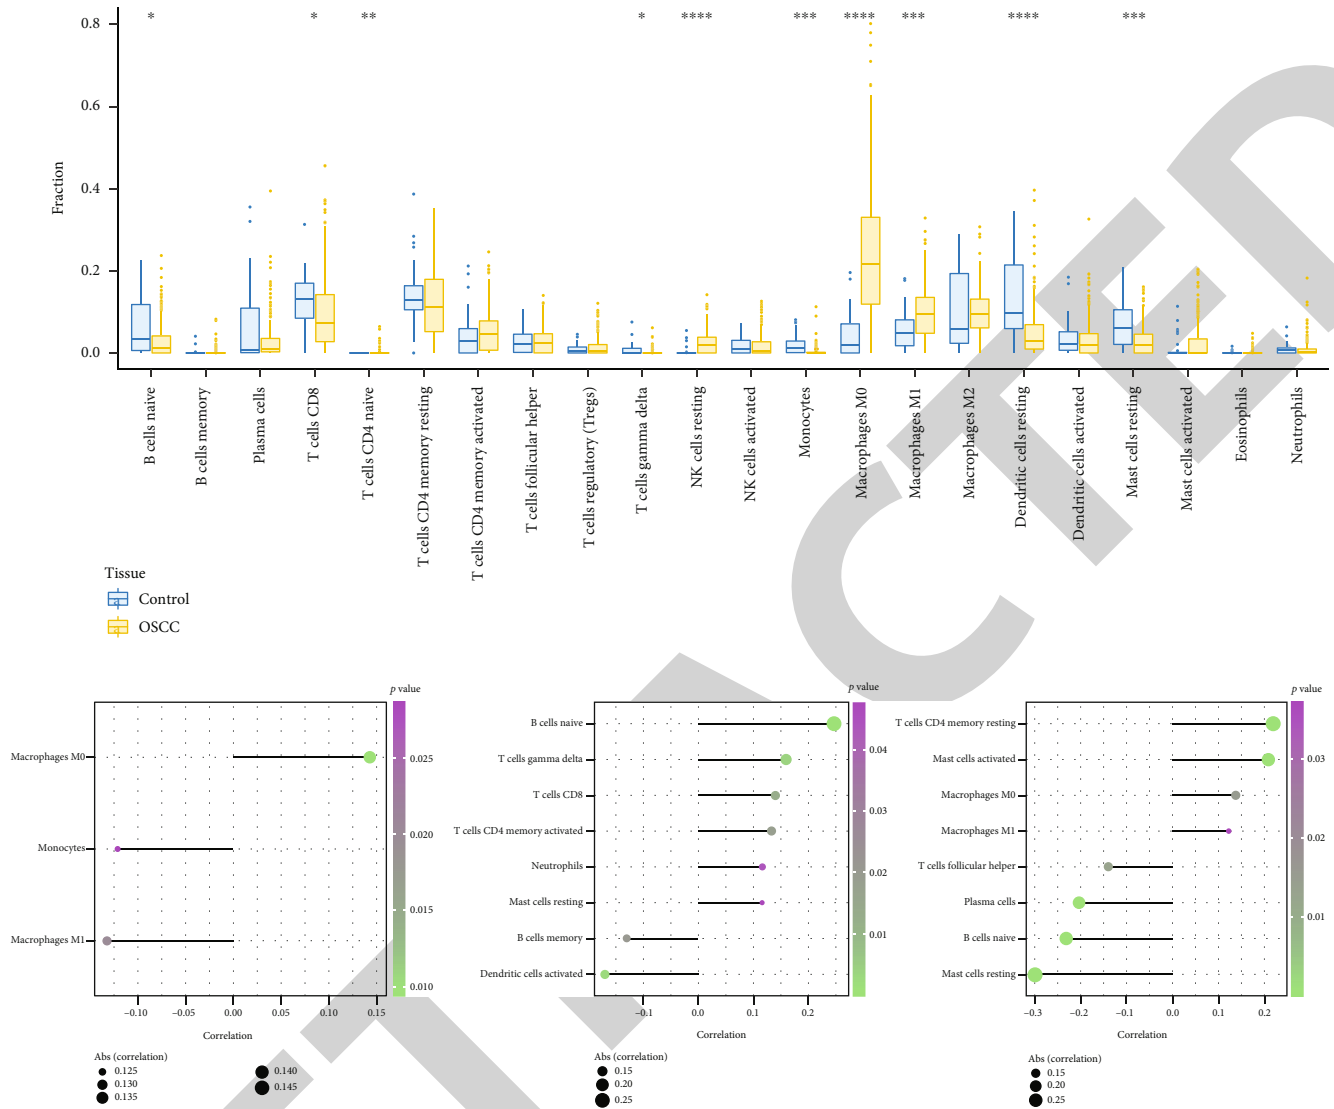 * * ** * **** *** **** *** **** ***
Fraction
0.8
0.6
0.4
0.2
0.0
B cells naive
B cells memory
Plasma cells
T cells CD8
T cells CD4 naive
T cells CD4 memory resting
T cells CD4 memory activated
T cells follicular helper
T cells regulatory (Tregs)
T cells gamma delta
NK cells resting
NK cells activated
Monocytes
Macrophages M0
Macrophages M1
Macrophages M2
Dendritic cells resting
Dendritic cells activated
Mast cells resting
Mast cells activated
Eosinophils
Neutrophils
Tissue
Control
OSCC
Macrophages M0
Monocytes
Macrophages M1
−0.10 −0.05 0.00 0.05 0.10 0.15
Correlation
p value
0.025
0.020
0.015
0.010
Abs (correlation)
0.125
0.130
0.135
0.140
0.145
B cells naive
T cells gamma delta
T cells CD8
T cells CD4 memory activated
Neutrophils
Mast cells resting
B cells memory
Dendritic cells activated
−0.1 0.0 0.1 0.2
Correlation
p value
0.04
0.03
0.02
0.01
Abs (correlation)
0.15
0.20
0.25
T cells CD4 memory resting
Mast cells activated
Macrophages M0
Macrophages M1
T cells follicular helper
Plasma cells
B cells naive
Mast cells resting
−0.3 −0.2 −0.1 0.0 0.1 0.2
Correlation
p value
0.03
0.02
0.01
Abs (correlation)
0.15
0.20
0.25